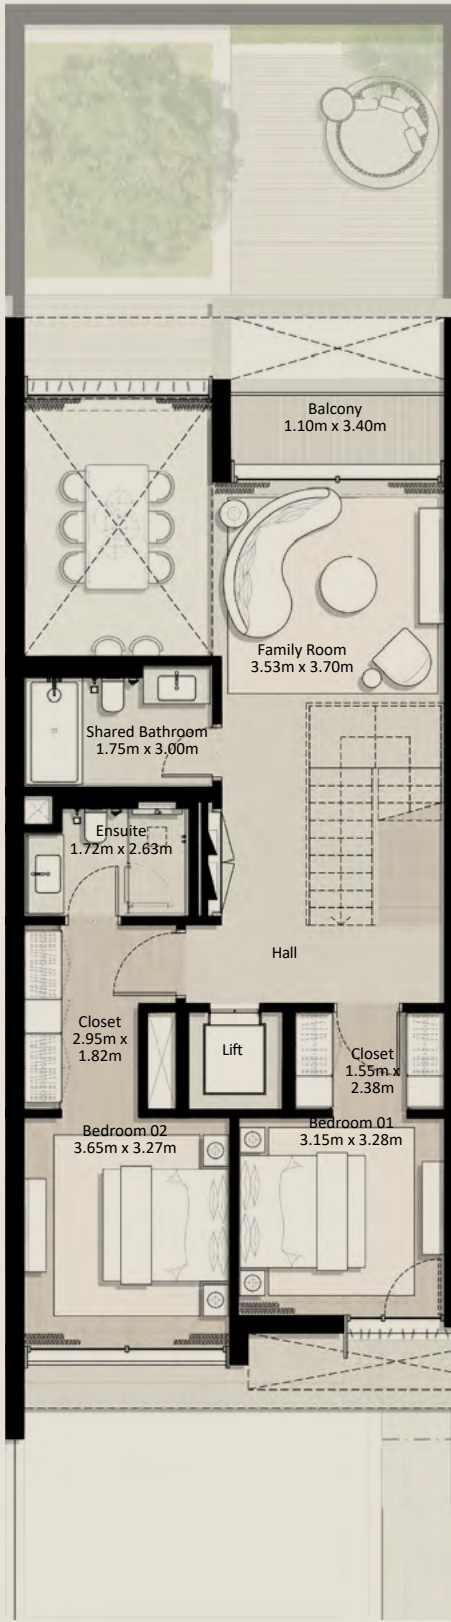 Balcony
1.10m x 3.40m
Family Room
3.53m x 3.70m
Shared Bathroom
1.75m x 3.00m
Ensuite
1.72m x 2.63m
Hall
Closet
2.95m x
1.82m
Lift
Closet
1.55m x
2.38m
Bedroom 02
3.65m x 3.27m
Bedroom 01
3.15m x 3.28m